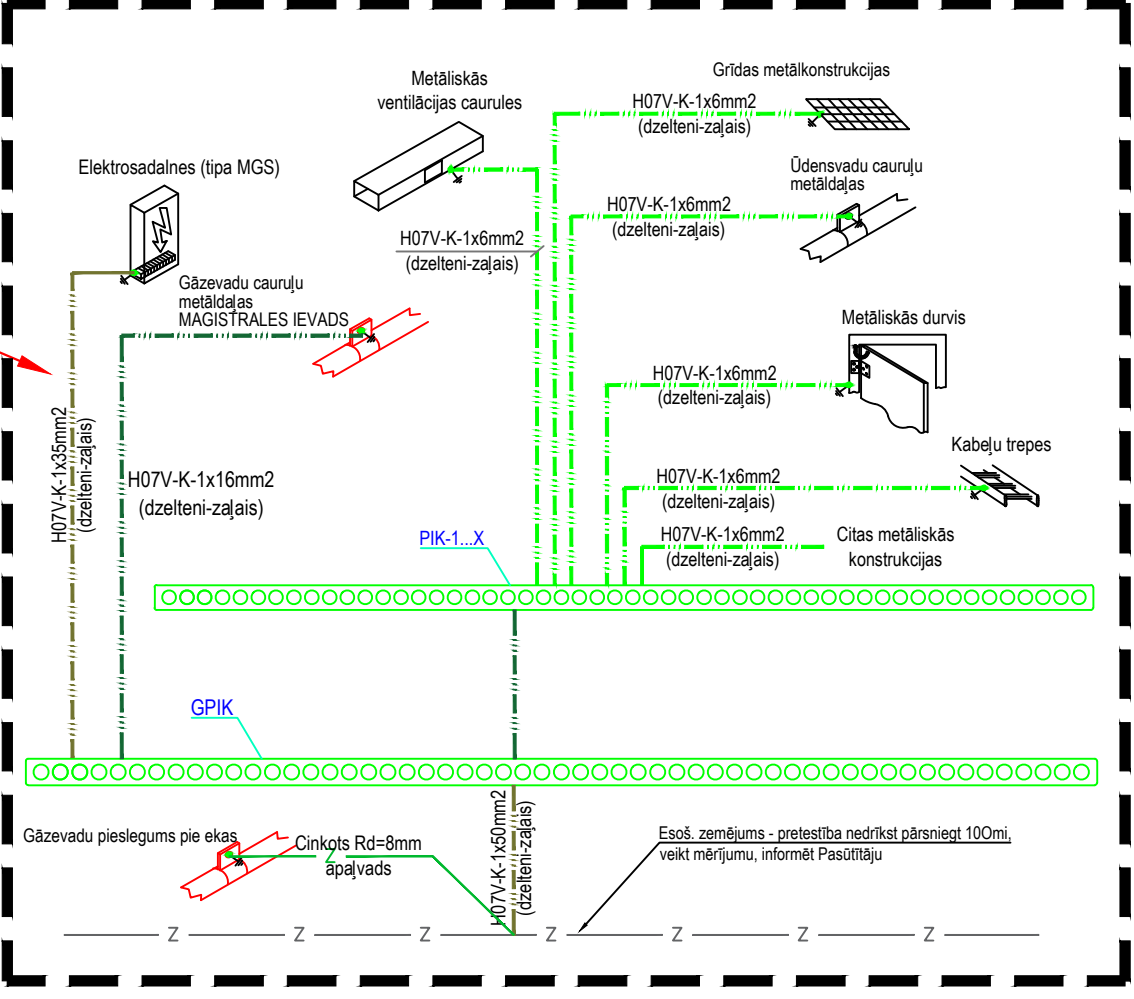 Grīdas metālkonstrukcijas
Metāliskās
ventilācijas caurules
H07V-K-1x6mm2
(dzelteni-zaļais)
Elektrosadalnes (tipa MGS)
Ūdensvadu cauruļu
metāldaļas
H07V-K-1x6mm2
(dzelteni-zaļais)
H07V-K-1x6mm2
(dzelteni-zaļais)
Gāzevadu cauruļu
metāldaļas
MAGISTRALES IEVADS
Metāliskās durvis
H07V-K-1x6mm2
(dzelteni-zaļais)
H07V-K-1x35mm2
(dzelteni-zaļais)
Kabeļu trepes
H07V-K-1x16mm2
(dzelteni-zaļais)
H07V-K-1x6mm2
(dzelteni-zaļais)
PIK-1...X
H07V-K-1x6mm2
(dzelteni-zaļais)
Citas metāliskās
konstrukcijas
GPIK
H07V-K-1x50mm2
(dzelteni-zaļais)
Gāzevadu pieslegums pie ekas
Cinkots Rd=8mm
apaļvads
Z
Esoš. zemējums - pretestība nedrīkst pārsniegt 10Omi,
veikt mērījumu, informēt Pasūtītāju
Z Z Z Z Z Z Z